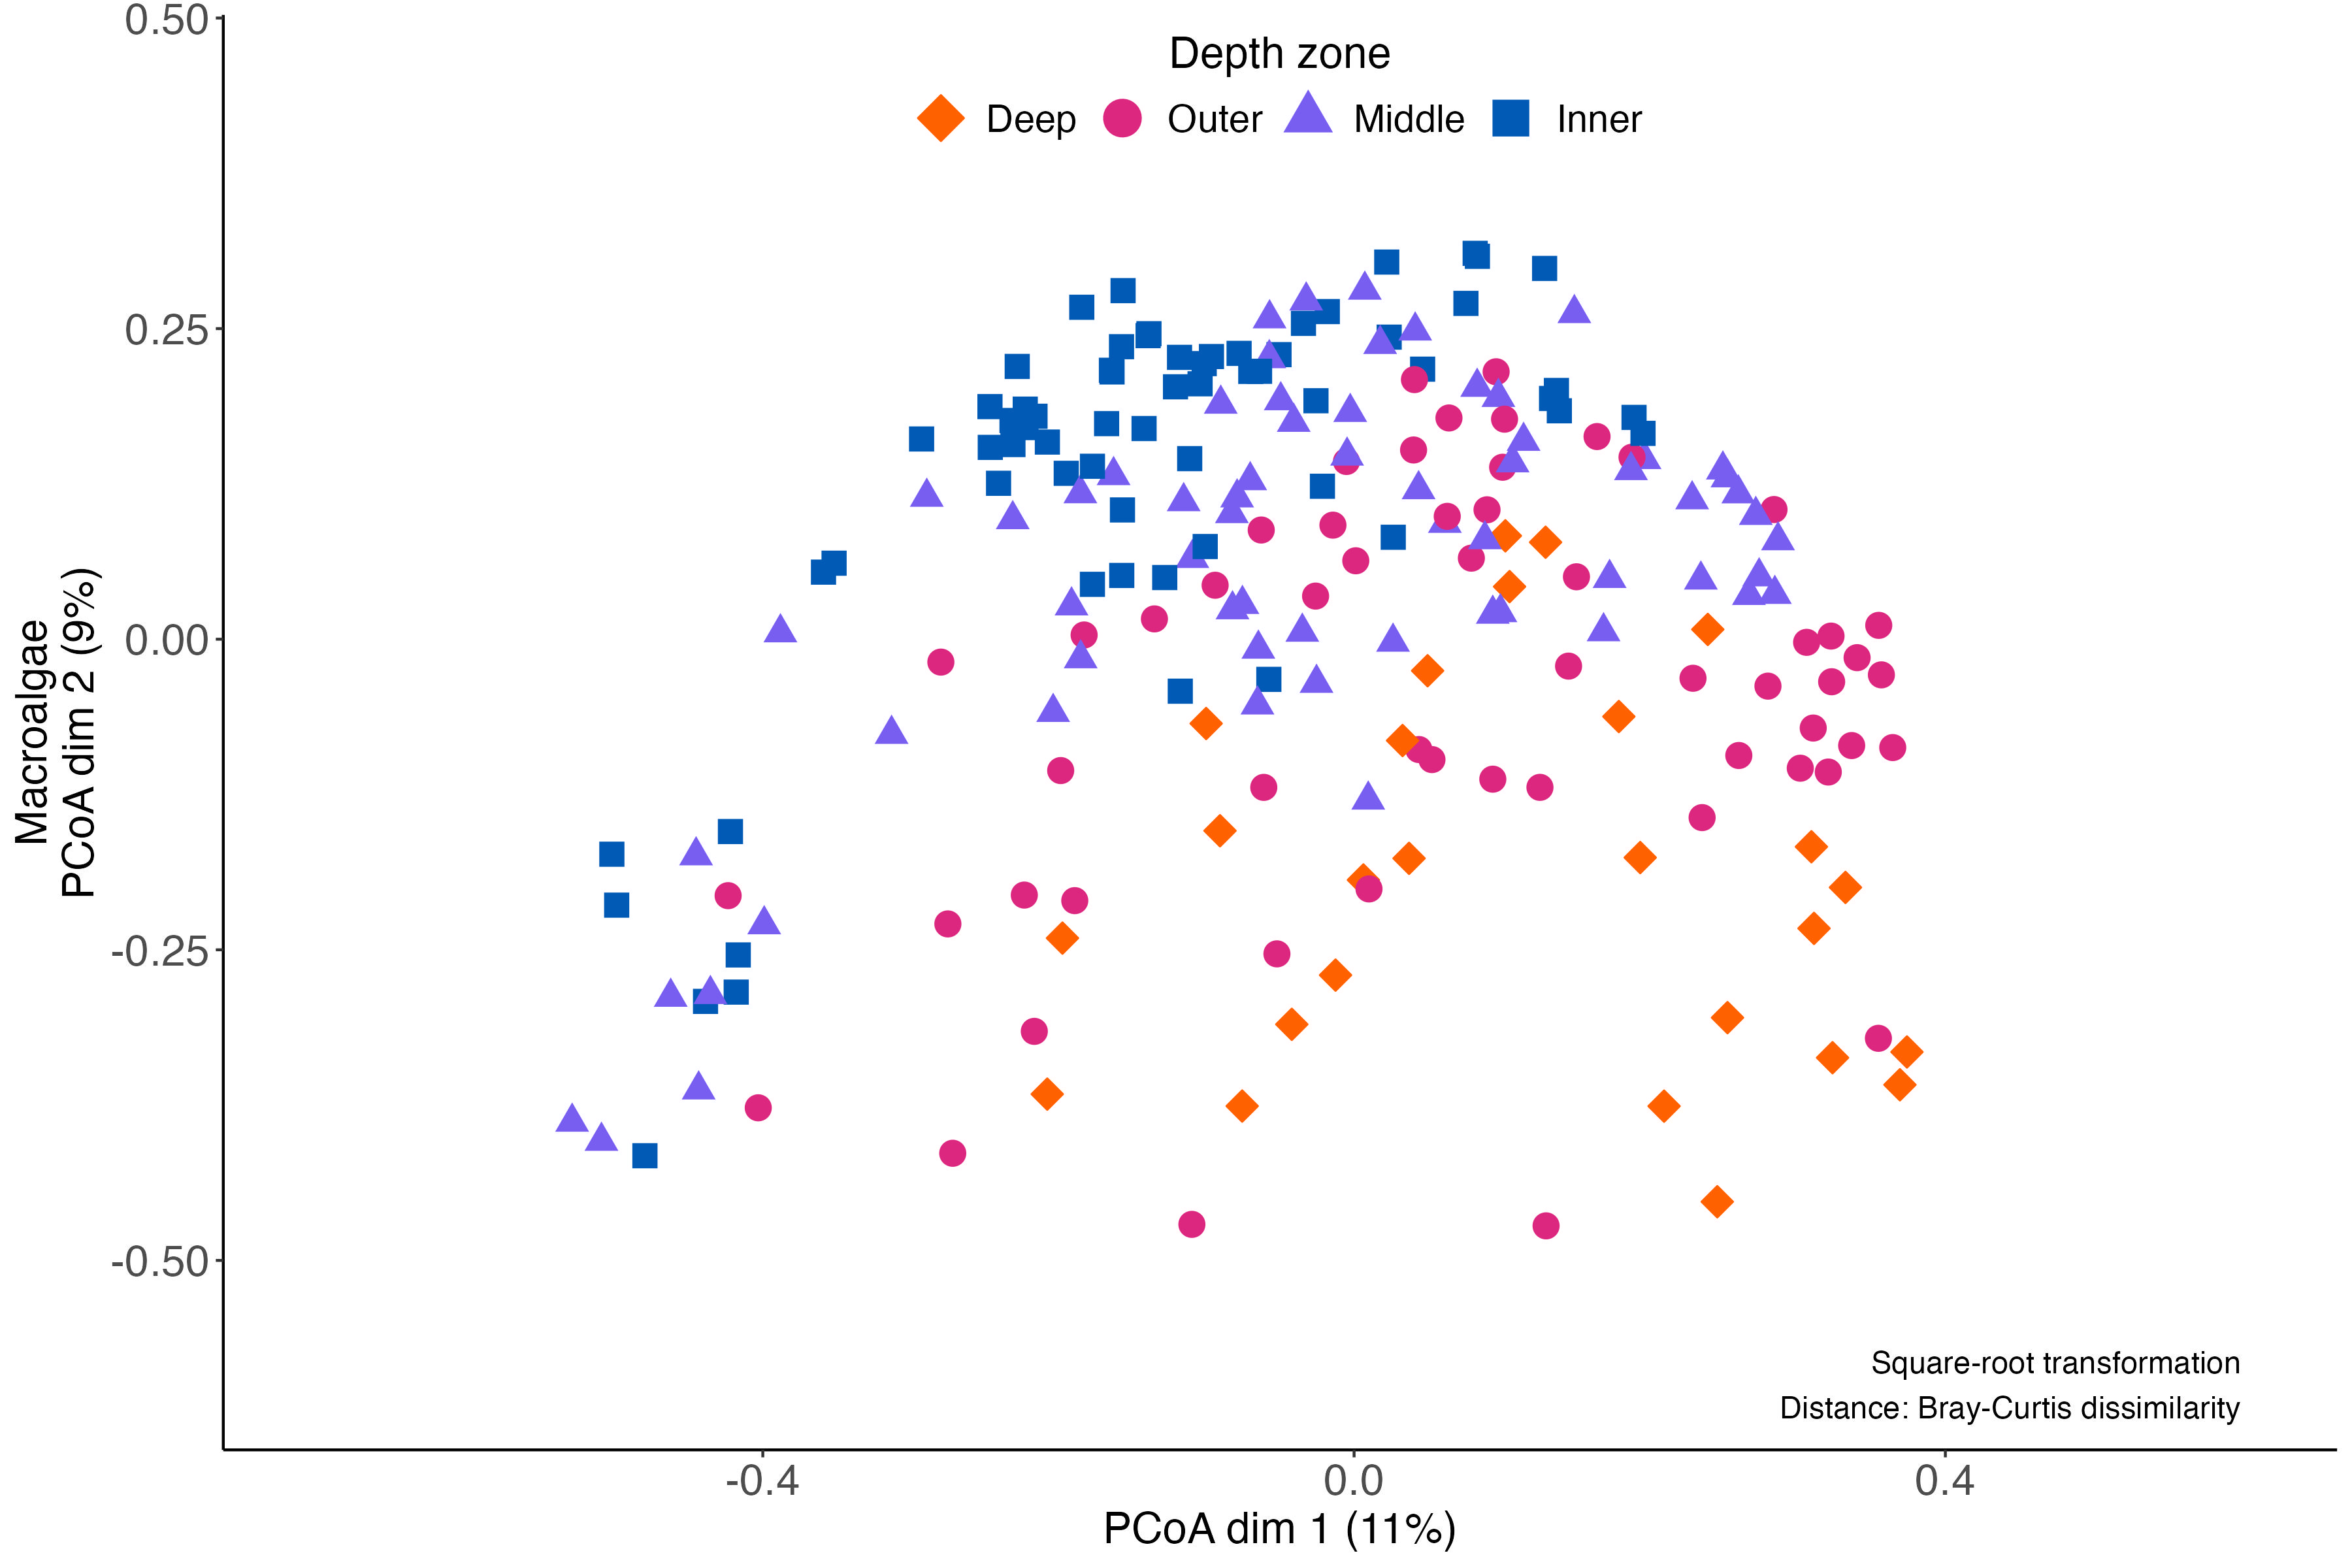 Depth zone
Deep Outer Middle Inner
0.50
0.25
0.00
-0.25
-0.50
Macroalgae
PCoA dim 2 (9%)
Square-root transformation
Distance: Bray-Curtis dissimilarity
-0.4 0.0 0.4
PCoA dim 1 (11%)